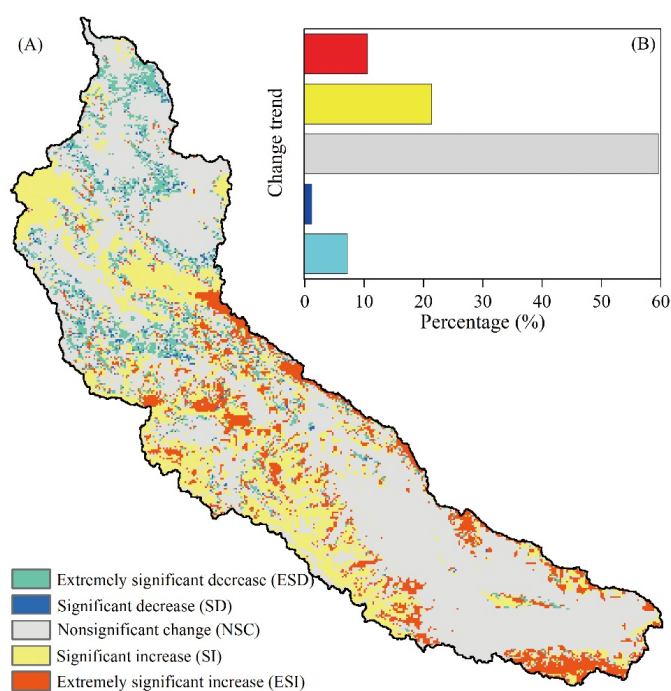 (A)
(B)
Change trend
0 10 20 30 40 50 60
Percentage (%)
Extremely significant decrease (ESD)
Significant decrease (SD)
Nonsignificant change (NSC)
Significant increase (SI)
Extremely significant increase (ESI)